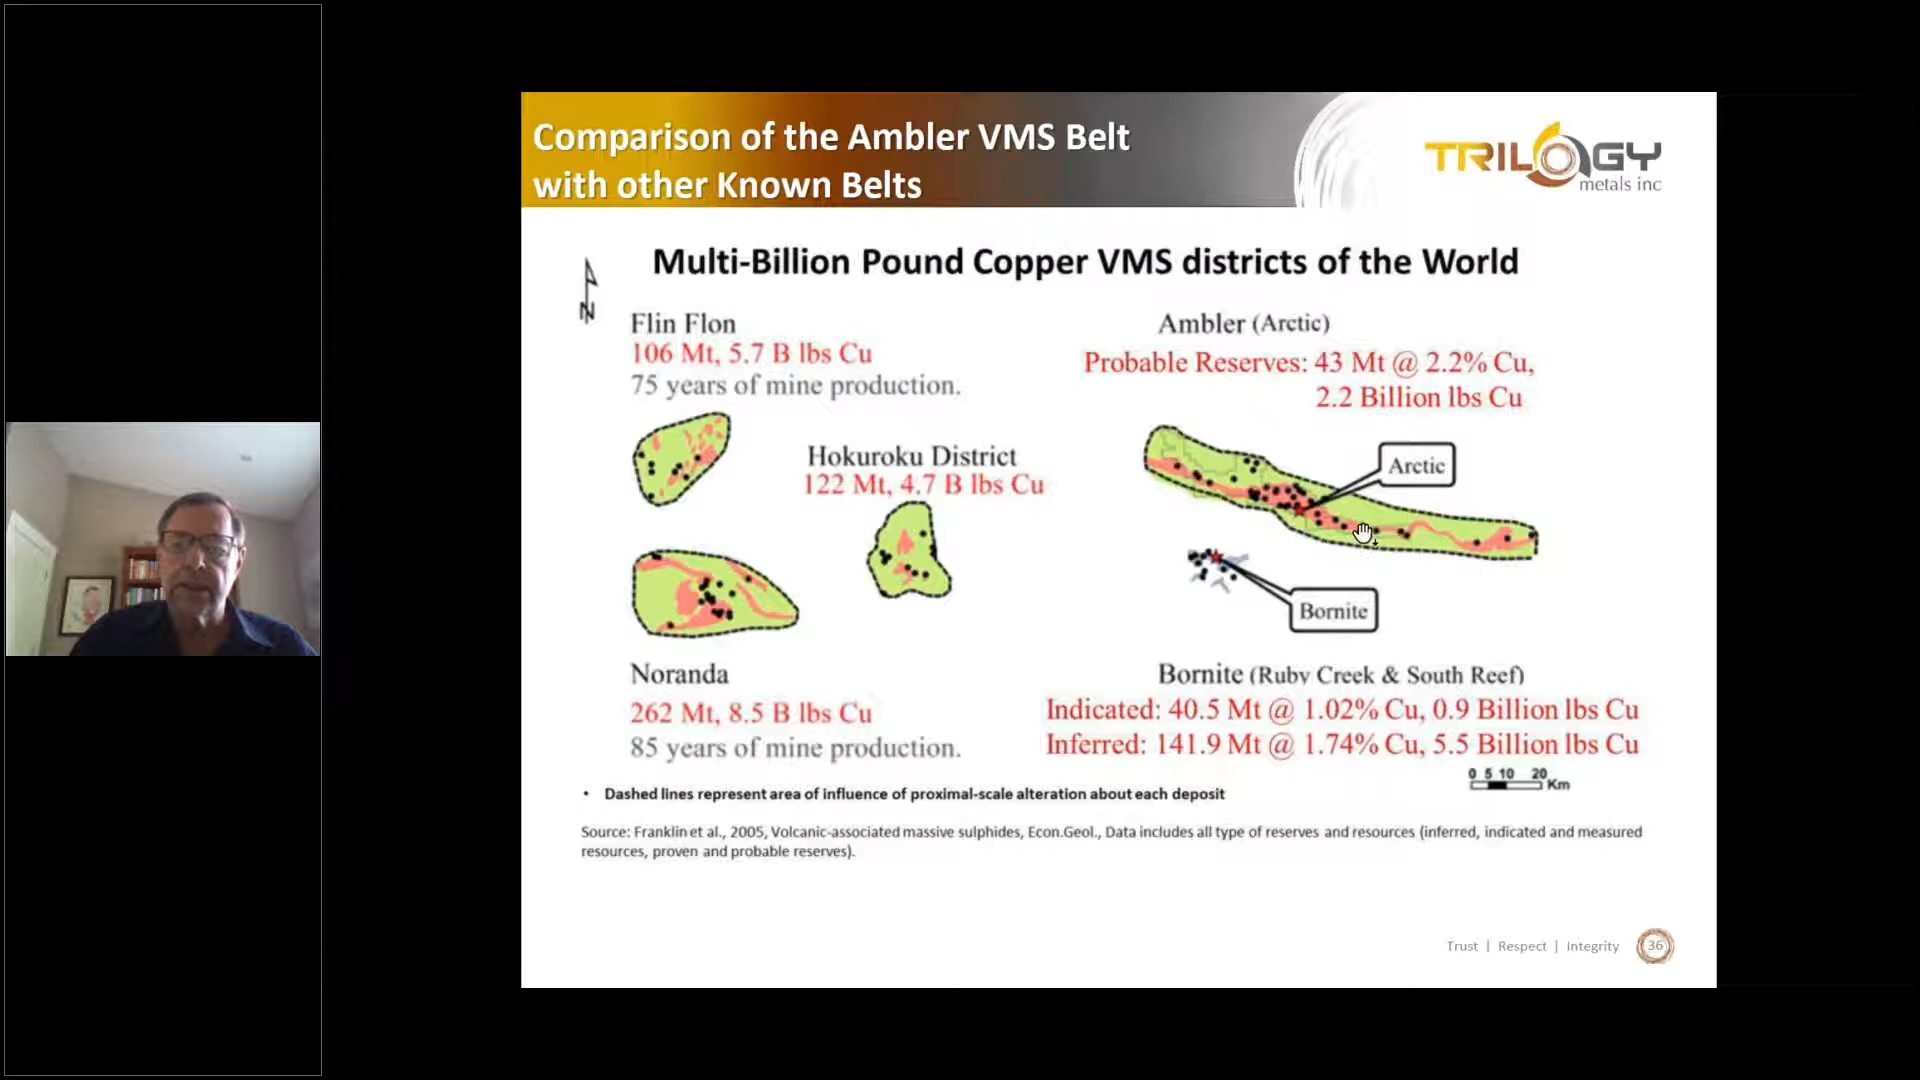 Comparison of the Ambler VMS Belt
with other Known Belts
TRILOGY
metals inc
Multi-Billion Pound Copper VMS districts of the World
N
Flin Flon
106 Mt, 5.7 B lbs Cu
75 years of mine production.
Ambler (Arctic)
Probable Reserves: 43 Mt @ 2.2% Cu,
2.2 Billion lbs Cu
Hokuroku District
122 Mt, 4.7 B lbs Cu
Arctic
Bornite
Noranda
262 Mt, 8.5 B lbs Cu
85 years of mine production.
Bornite (Ruby Creek & South Reef)
Indicated: 40.5 Mt @ 1.02% Cu, 0.9 Billion lbs Cu
Inferred: 141.9 Mt @ 1.74% Cu, 5.5 Billion lbs Cu
0 5 10 20
Km
• Dashed lines represent area of influence of proximal-scale alteration about each deposit
Source: Franklin et al., 2005, Volcanic-associated massive sulphides, Econ.Geol., Data includes all type of reserves and resources (inferred, indicated and measured
resources, proven and probable reserves).
Trust | Respect | Integrity 36